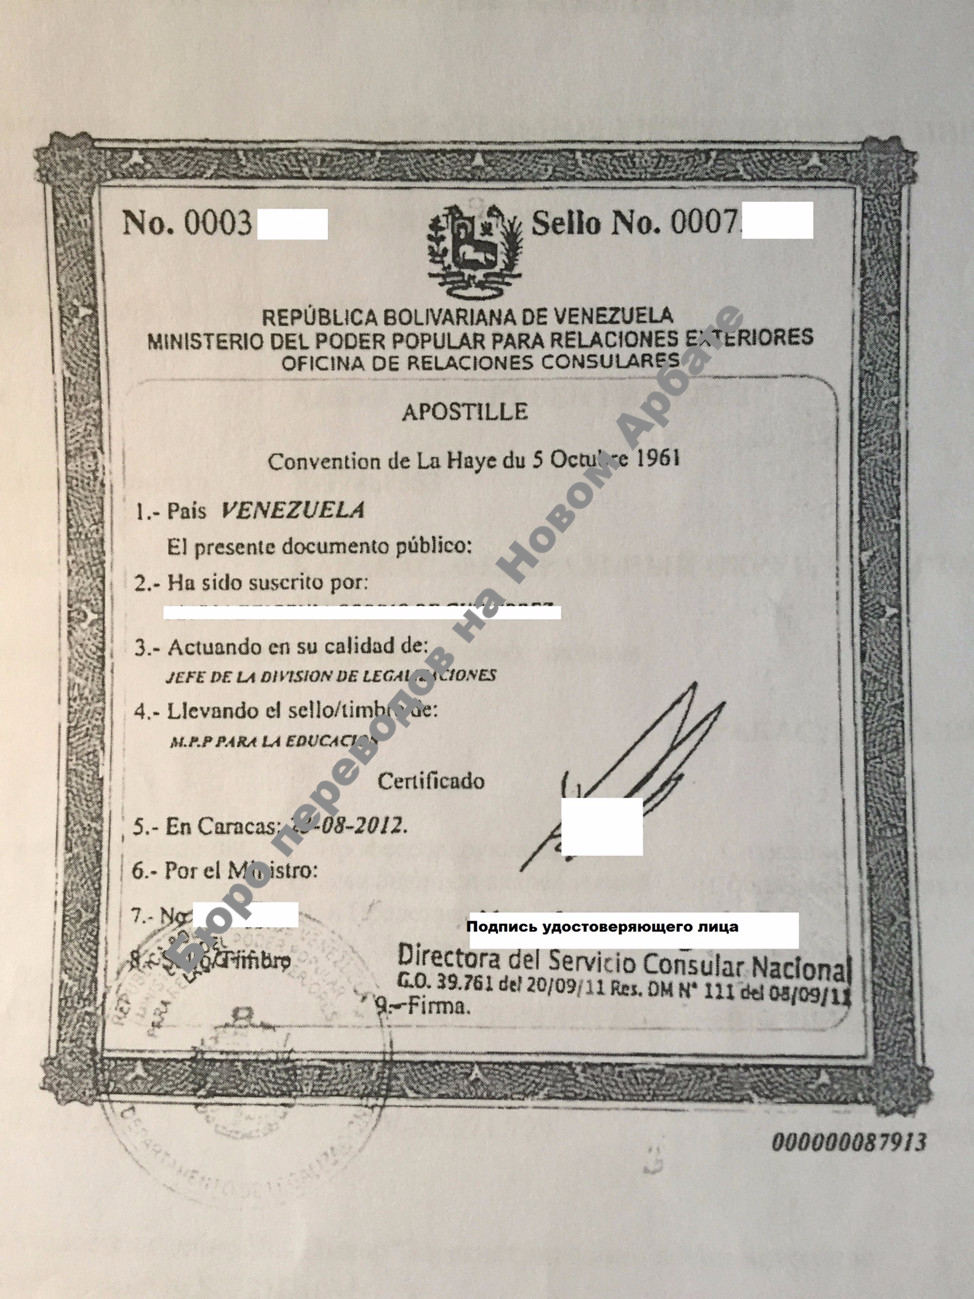 No. 0003
Sello No. 0007
REPÚBLICA BOLIVARIANA DE VENEZUELA
MINISTERIO DEL PODER POPULAR PARA RELACIONES EXTERIORES
OFICINA DE RELACIONES CONSULARES
APOSTILLE
Convention de La Haye du 5 Octubre 1961
1.- Pais VENEZUELA
El presente documento público:
2.- Ha sido suscrito por:
3.- Actuando en su calidad de:
JEFE DE LA DIVISION DE LEGALIZACIONES
4.- Llevando el sello/timbre de:
M.P.P PARA LA EDUCACION
Certificado
5.- En Caracas: -08-2012.
6.- Por el Ministro:
7.- No
Подпись удостоверяющего лица
8.- Sello/Timbre
Directora del Servicio Consular Nacional
G.O. 39.761 del 20/09/11 Res. DM N° 111 del 08/09/11
9.-Firma.
000000087913
Бюро переводов на Новом Арбате